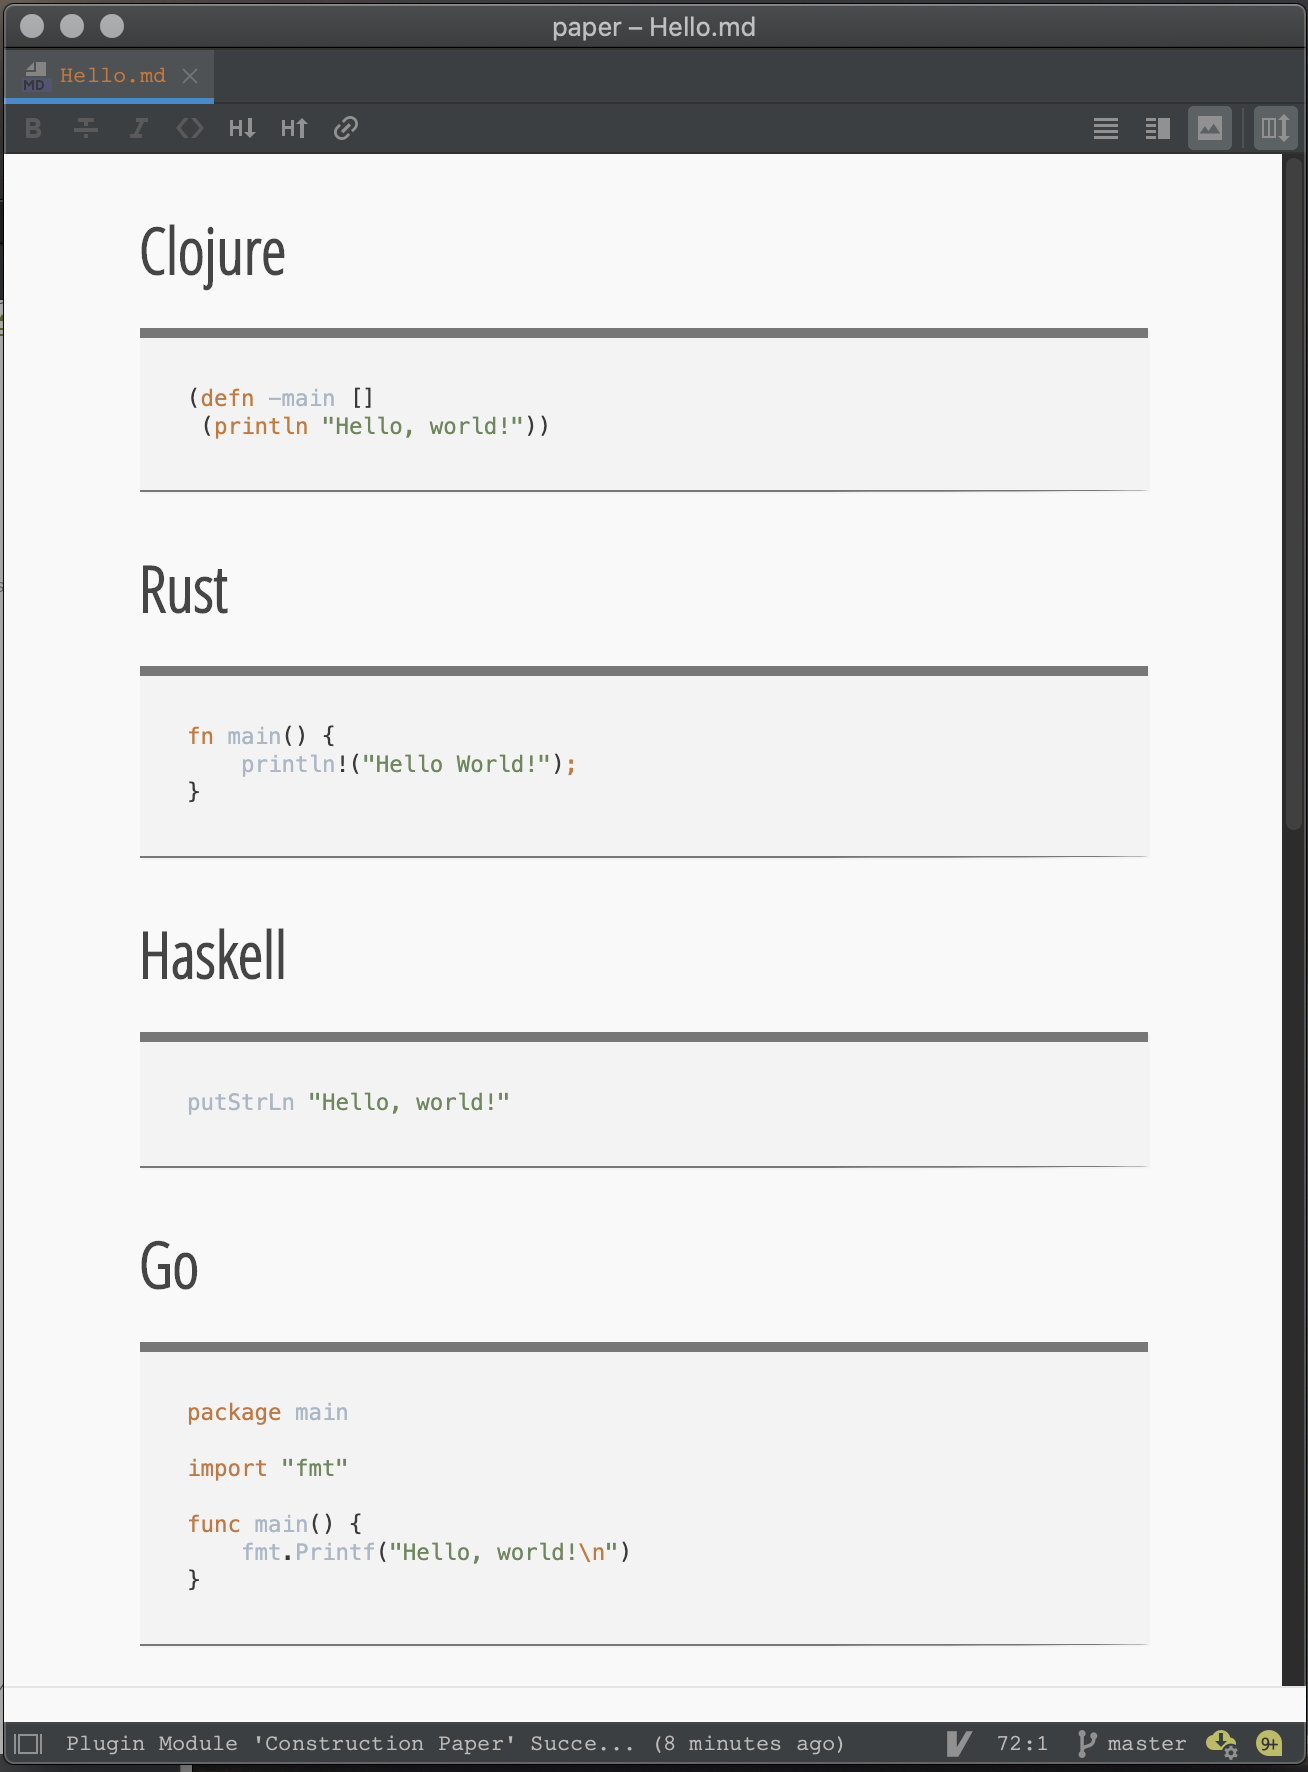 paper – Hello.md
MD Hello.md
B I <> H↓ H↑
Clojure
(defn -main []
 (println "Hello, world!"))
Rust
fn main() {
    println!("Hello World!");
}
Haskell
putStrLn "Hello, world!"
Go
package main
import "fmt"
func main() {
    fmt.Printf("Hello, world!\n")
}
Plugin Module 'Construction Paper' Succe... (8 minutes ago) V 72:1 master 9+